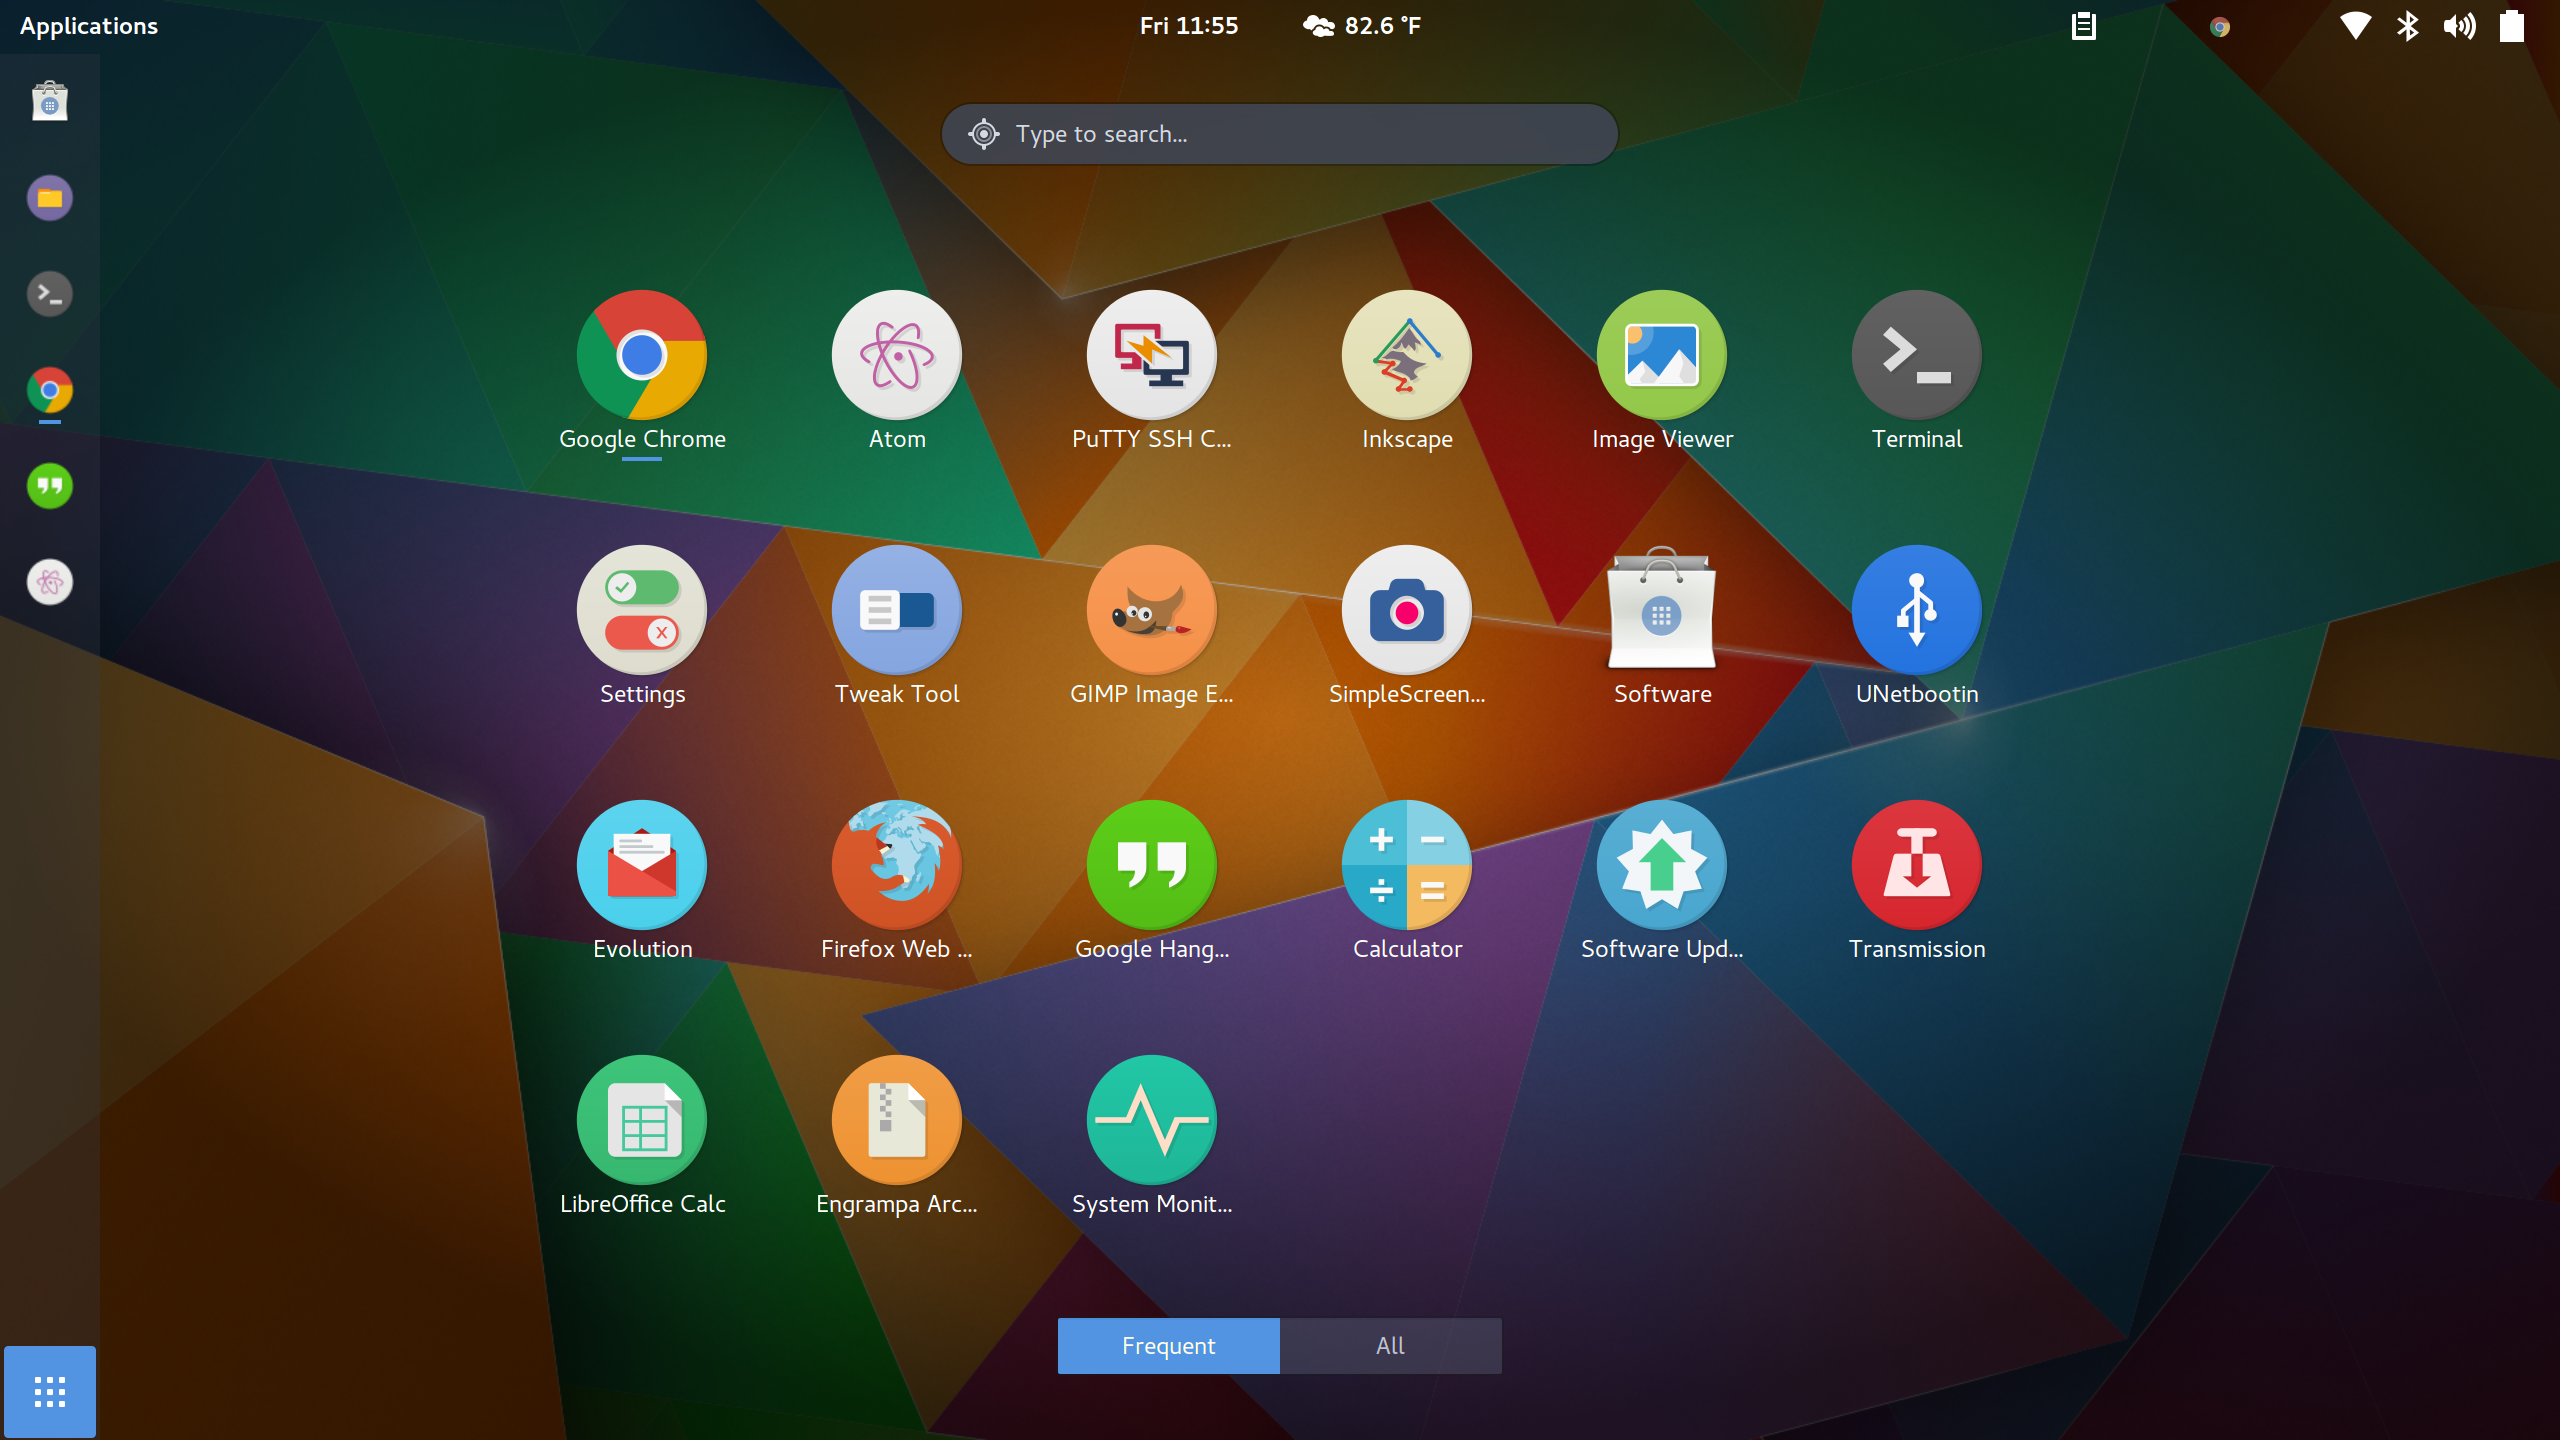 Applications
Fri 11:55
82.6 °F
Type to search...
Google Chrome
Atom
PuTTY SSH C...
Inkscape
Image Viewer
Terminal
Settings
Tweak Tool
GIMP Image E...
SimpleScreen...
Software
UNetbootin
Evolution
Firefox Web ...
Google Hang...
Calculator
Software Upd...
Transmission
LibreOffice Calc
Engrampa Arc...
System Monit...
Frequent
All